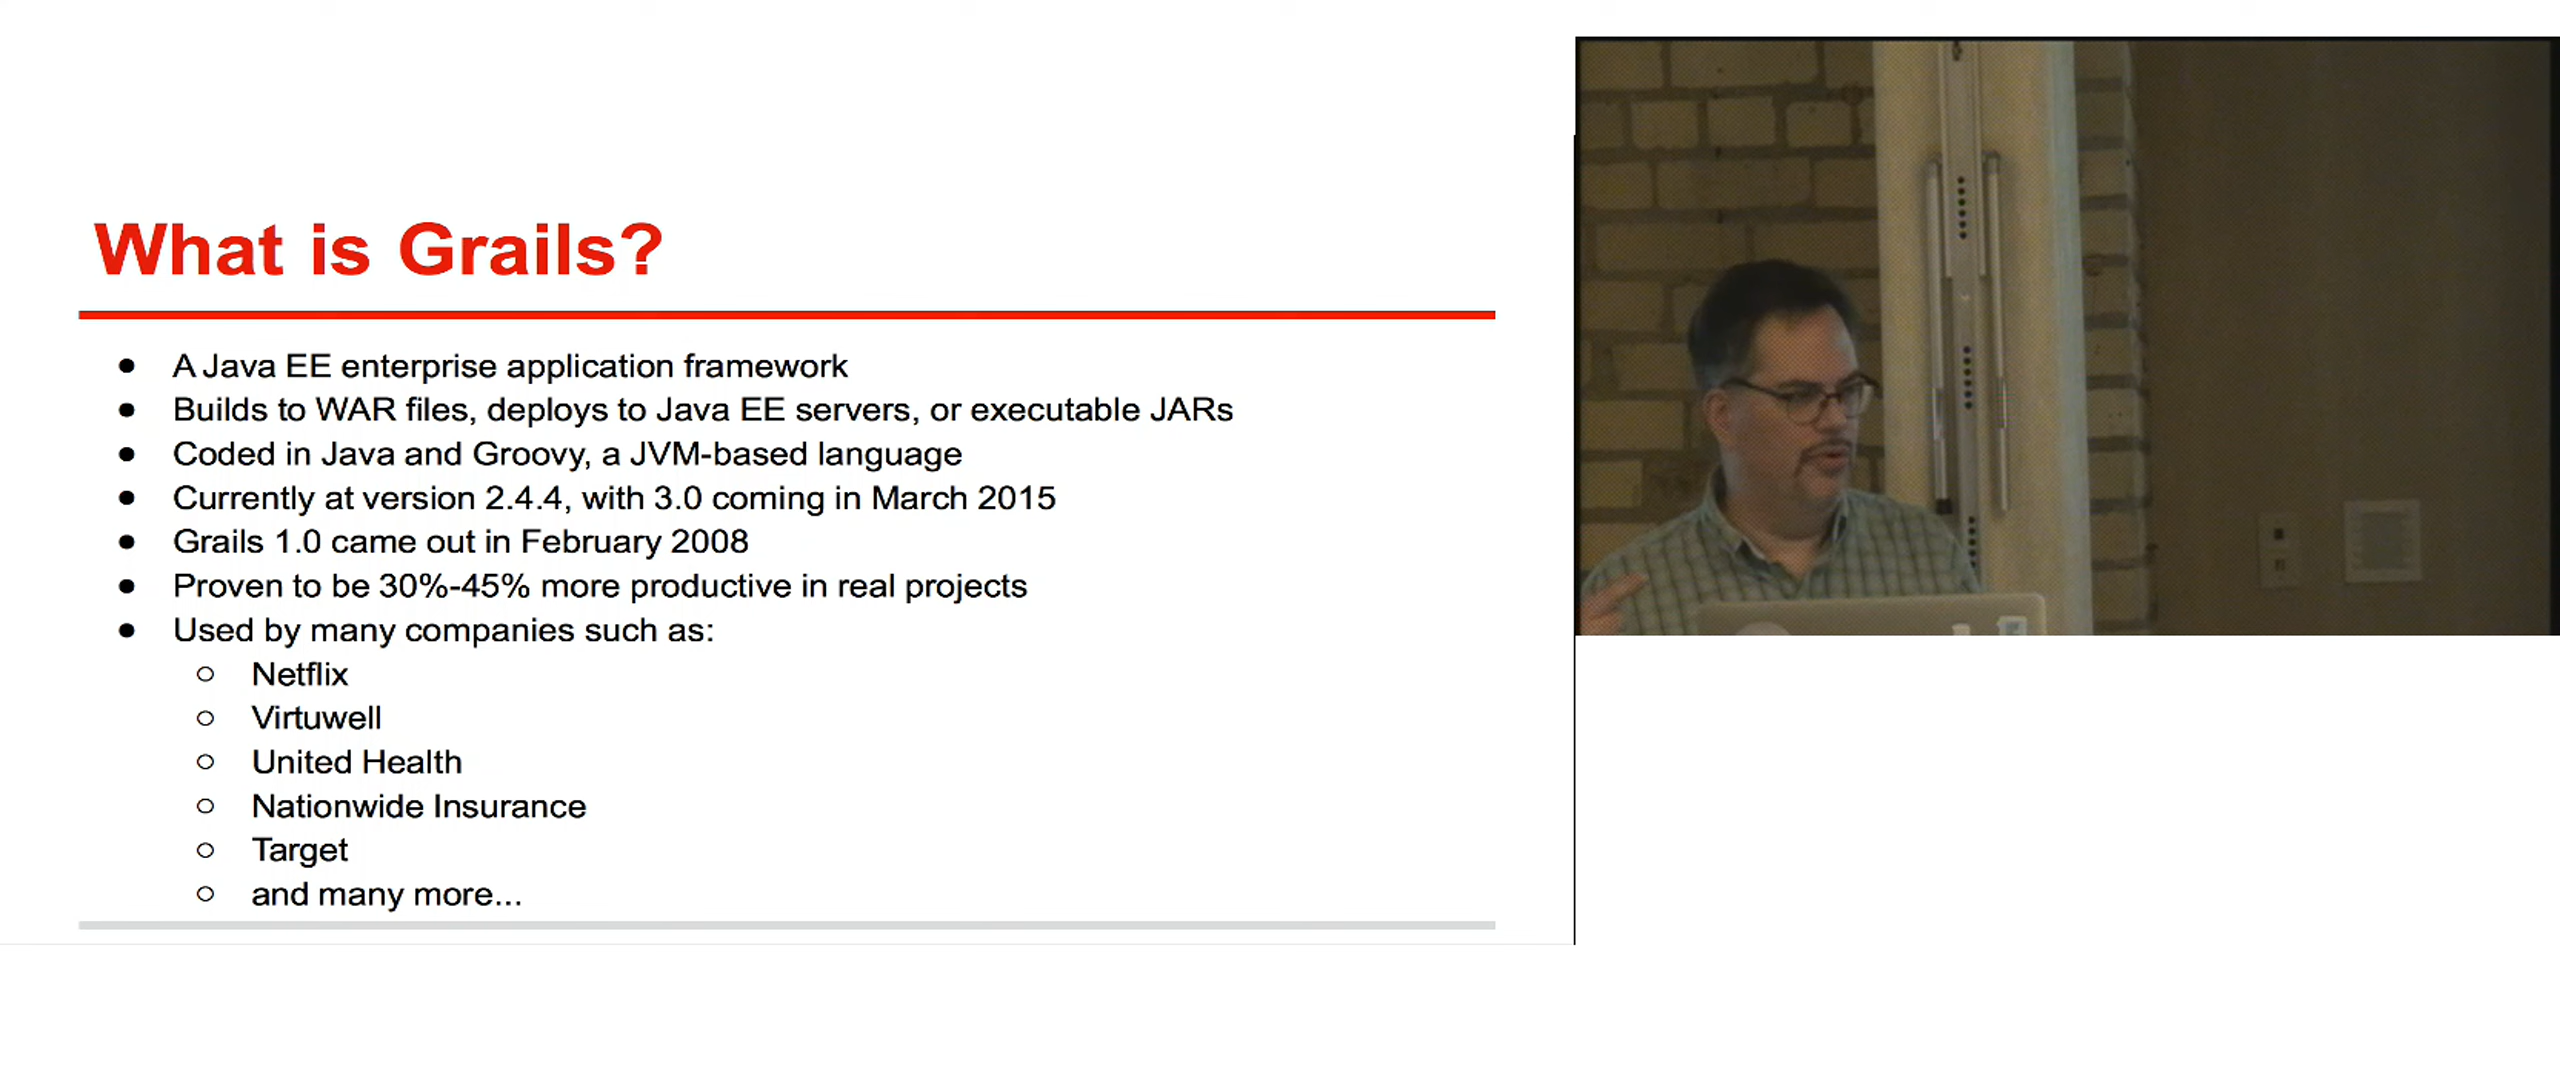 What is Grails?
● A Java EE enterprise application framework
● Builds to WAR files, deploys to Java EE servers, or executable JARs
● Coded in Java and Groovy, a JVM-based language
● Currently at version 2.4.4, with 3.0 coming in March 2015
● Grails 1.0 came out in February 2008
● Proven to be 30%-45% more productive in real projects
● Used by many companies such as:
○ Netflix
○ Virtuwell
○ United Health
○ Nationwide Insurance
○ Target
○ and many more...